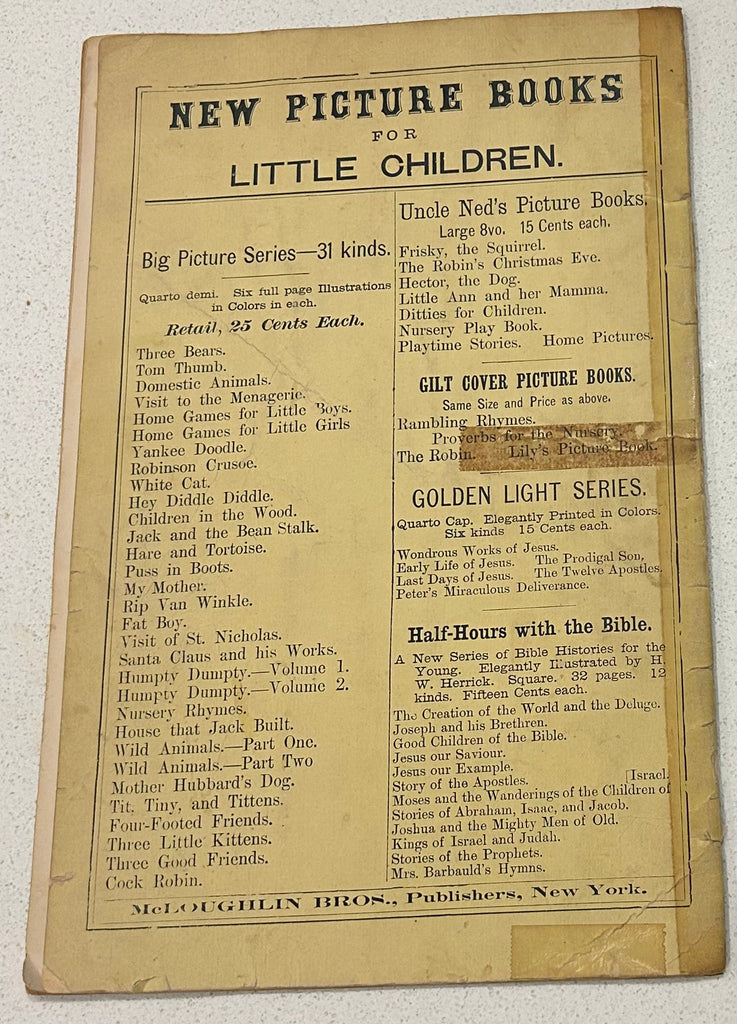 NEW PICTURE BOOKS
FOR
LITTLE CHILDREN.
Big Picture Series—31 kinds.
Quarto demi. Six full page Illustrations
in Colors in each.
Retail, 25 Cents Each.
Three Bears.
Tom Thumb.
Domestic Animals.
Visit to the Menagerie.
Home Games for Little Boys.
Home Games for Little Girls
Yankee Doodle.
Robinson Crusoe.
White Cat.
Hey Diddle Diddle.
Children in the Wood.
Jack and the Bean Stalk.
Hare and Tortoise.
Puss in Boots.
My Mother.
Rip Van Winkle.
Fat Boy.
Visit of St. Nicholas.
Santa Claus and his Works.
Humpty Dumpty.—Volume 1.
Humpty Dumpty.—Volume 2.
Nursery Rhymes.
House that Jack Built.
Wild Animals.—Part One.
Wild Animals.—Part Two
Mother Hubbard's Dog.
Tit, Tiny, and Tittens.
Four-Footed Friends.
Three Little Kittens.
Three Good Friends.
Cock Robin.
Uncle Ned's Picture Books.
Large 8vo. 15 Cents each.
Frisky, the Squirrel.
The Robin's Christmas Eve.
Hector, the Dog.
Little Ann and her Mamma.
Ditties for Children.
Nursery Play Book.
Playtime Stories. Home Pictures.
GILT COVER PICTURE BOOKS.
Same Size and Price as above.
Rambling Rhymes.
Proverbs for the Nursery.
The Robin. Lily's Picture Book.
GOLDEN LIGHT SERIES.
Quarto Cap. Elegantly Printed in Colors.
Six kinds 15 Cents each.
Wondrous Works of Jesus.
Early Life of Jesus. The Prodigal Son,
Last Days of Jesus. The Twelve Apostles.
Peter's Miraculous Deliverance.
Half-Hours with the Bible.
A New Series of Bible Histories for the
Young. Elegantly Illustrated by H.
W. Herrick. Square. 32 pages. 12
kinds. Fifteen Cents each.
The Creation of the World and the Deluge.
Joseph and his Brethren.
Good Children of the Bible.
Jesus our Saviour.
Jesus our Example.
Story of the Apostles. [Israel.
Moses and the Wanderings of the Children of
Stories of Abraham, Isaac, and Jacob.
Joshua and the Mighty Men of Old.
Kings of Israel and Judah.
Stories of the Prophets.
Mrs. Barbauld's Hymns.
McLOUGHLIN BROS., Publishers, New York.